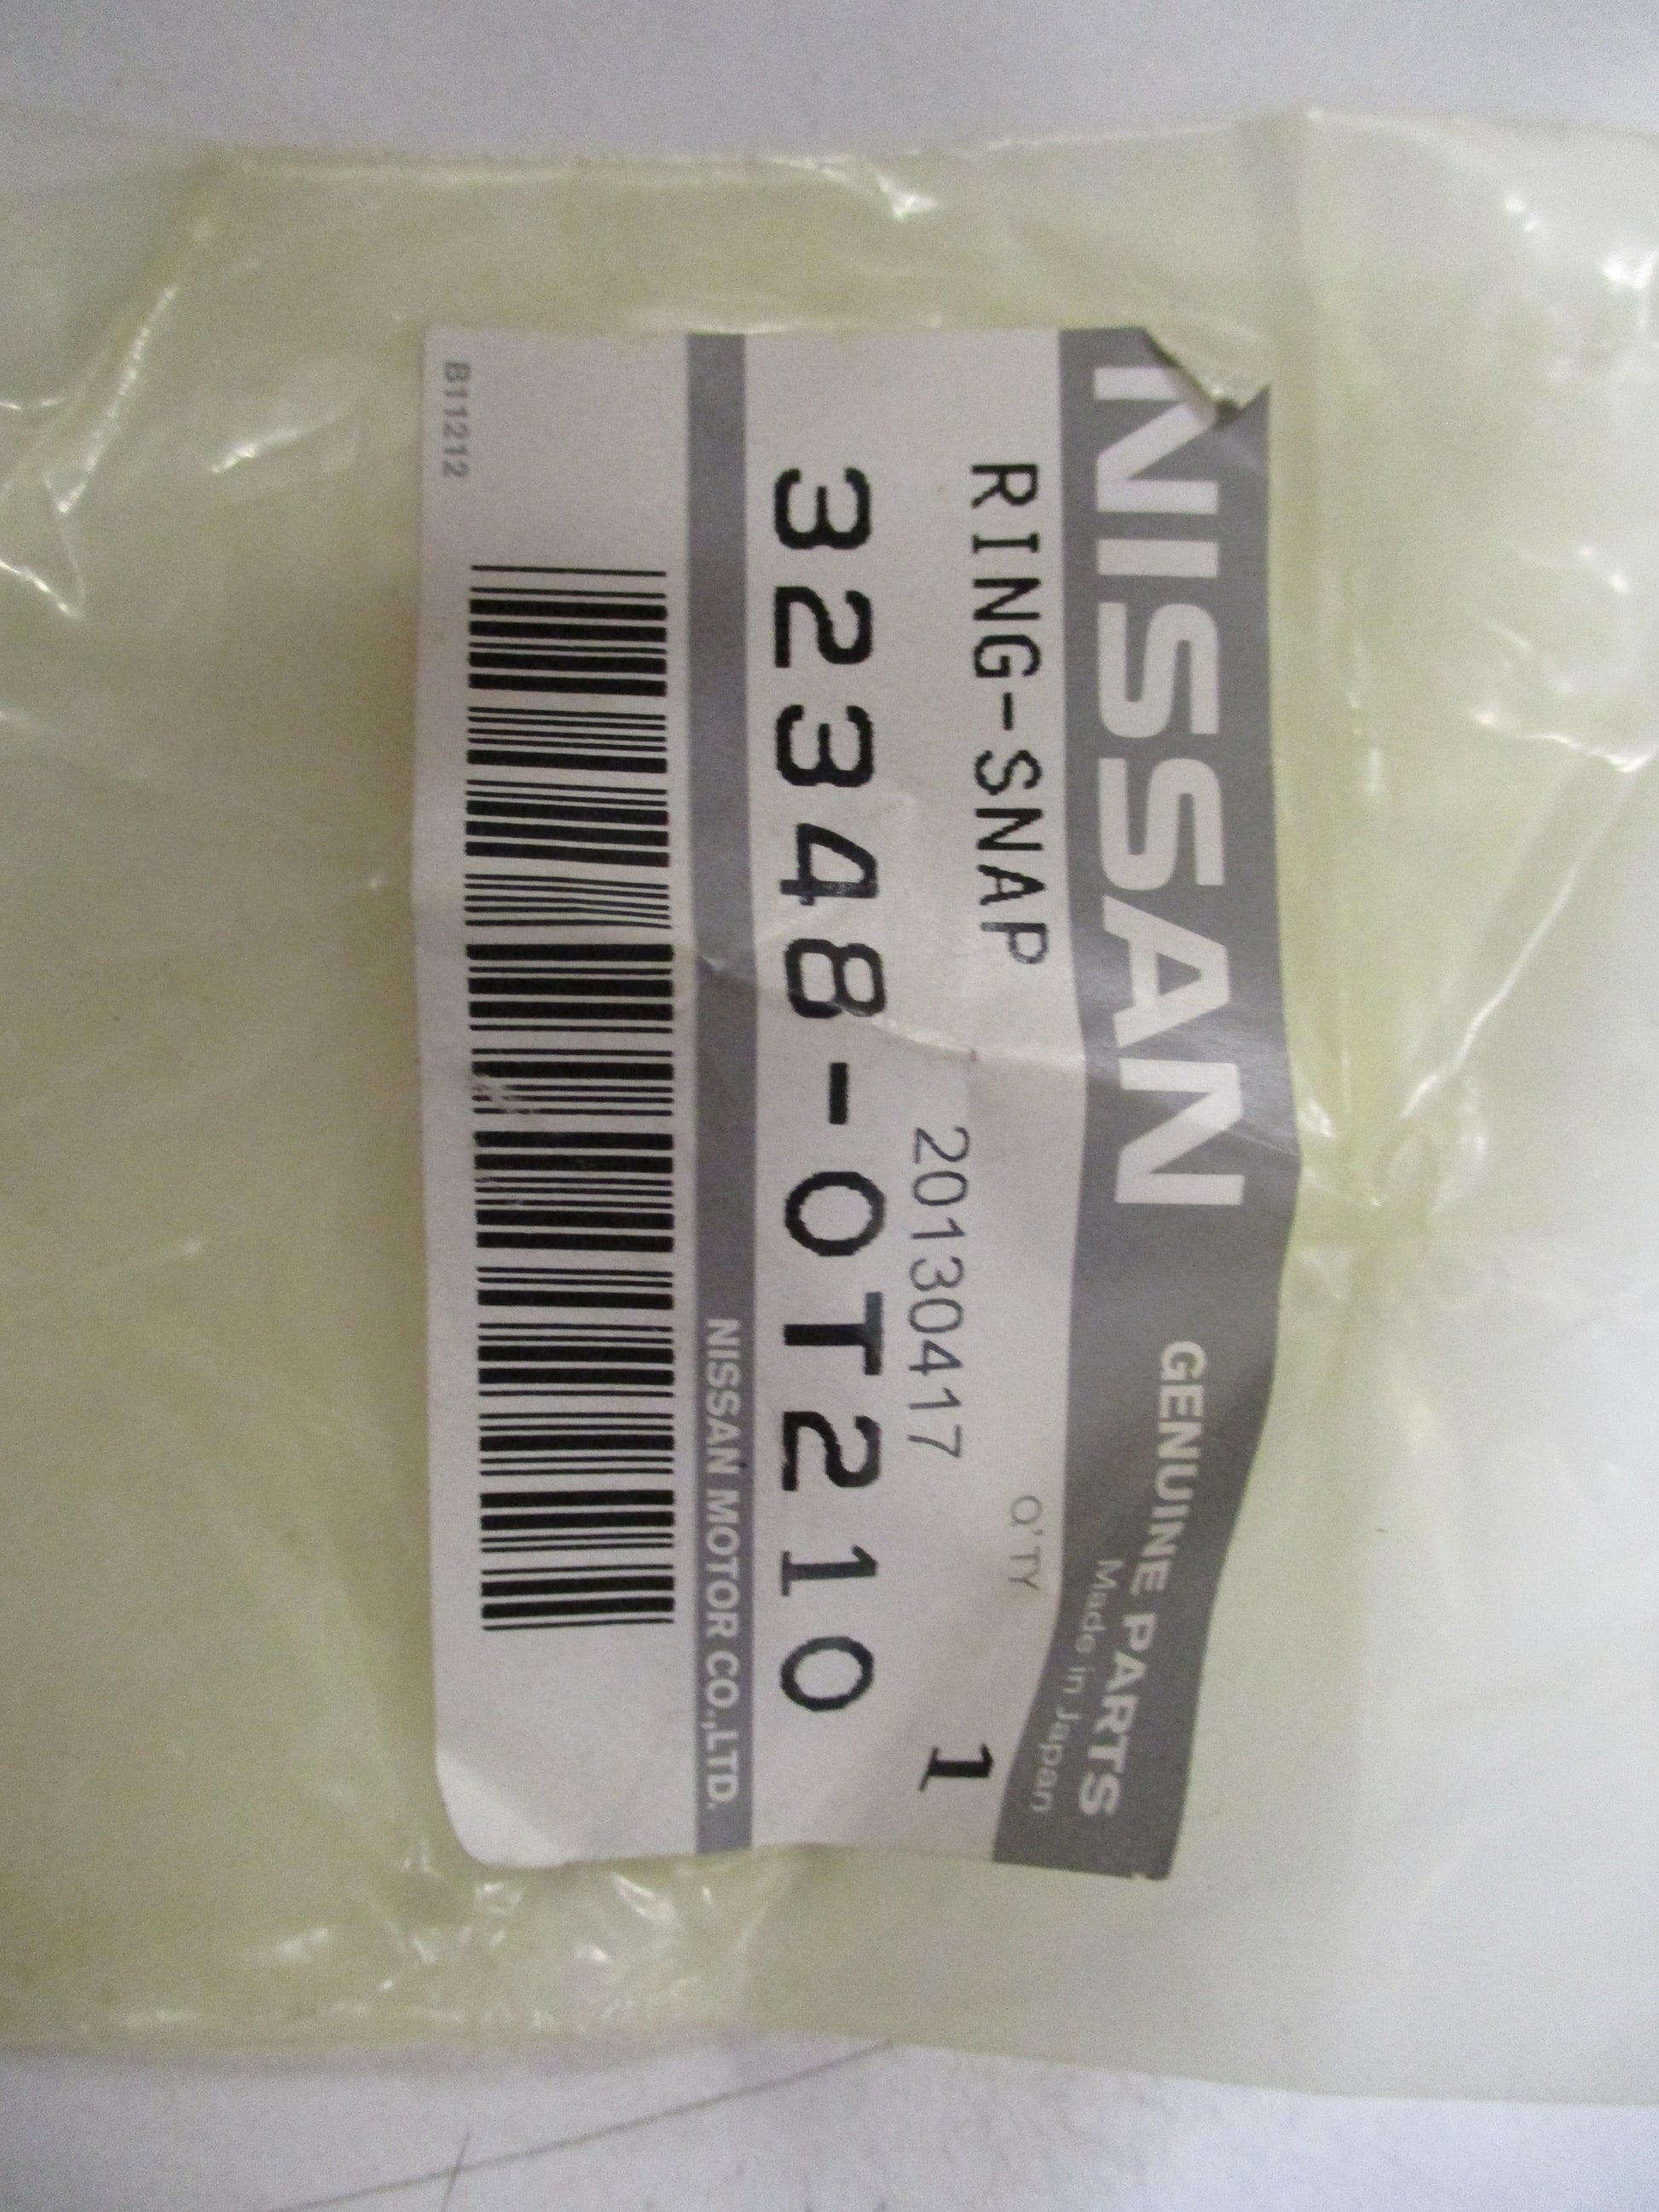 NISSAN GENUINE PARTS
Made in Japan
RING-SNAP
Q'TY
20130417
1
32348-0T210
NISSAN MOTOR CO.,LTD.
B11212